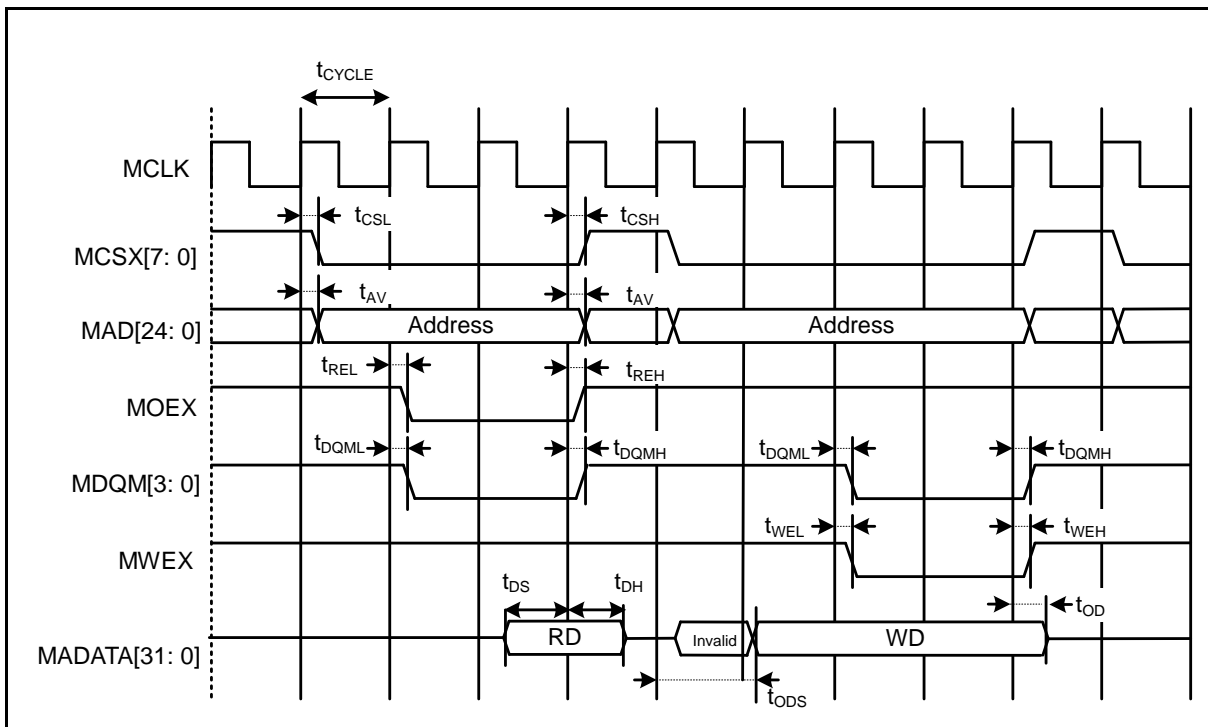 tCYCLE
MCLK
tCSL
tCSH
MCSX[7: 0]
tAV
tAV
MAD[24: 0]
Address
Address
tREL
tREH
MOEX
tDQML
tDQMH
tDQML
tDQMH
MDQM[3: 0]
tWEL
tWEH
MWEX
tDS
tDH
tOD
MADATA[31: 0]
RD
Invalid
WD
tODS